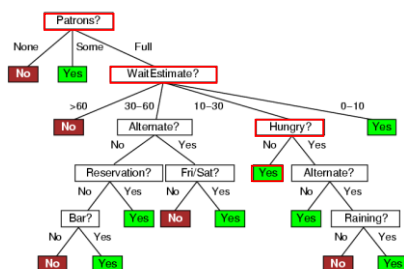 Patrons?
None Some Full
No Yes WaitEstimate?
>60 30–60 10–30 0–10
No Alternate? Hungry? Yes
No Yes No Yes
Reservation? Fri/Sat? Yes Alternate?
No Yes No Yes No Yes
Bar? Yes No Yes Yes Raining?
No Yes No Yes
No Yes No Yes